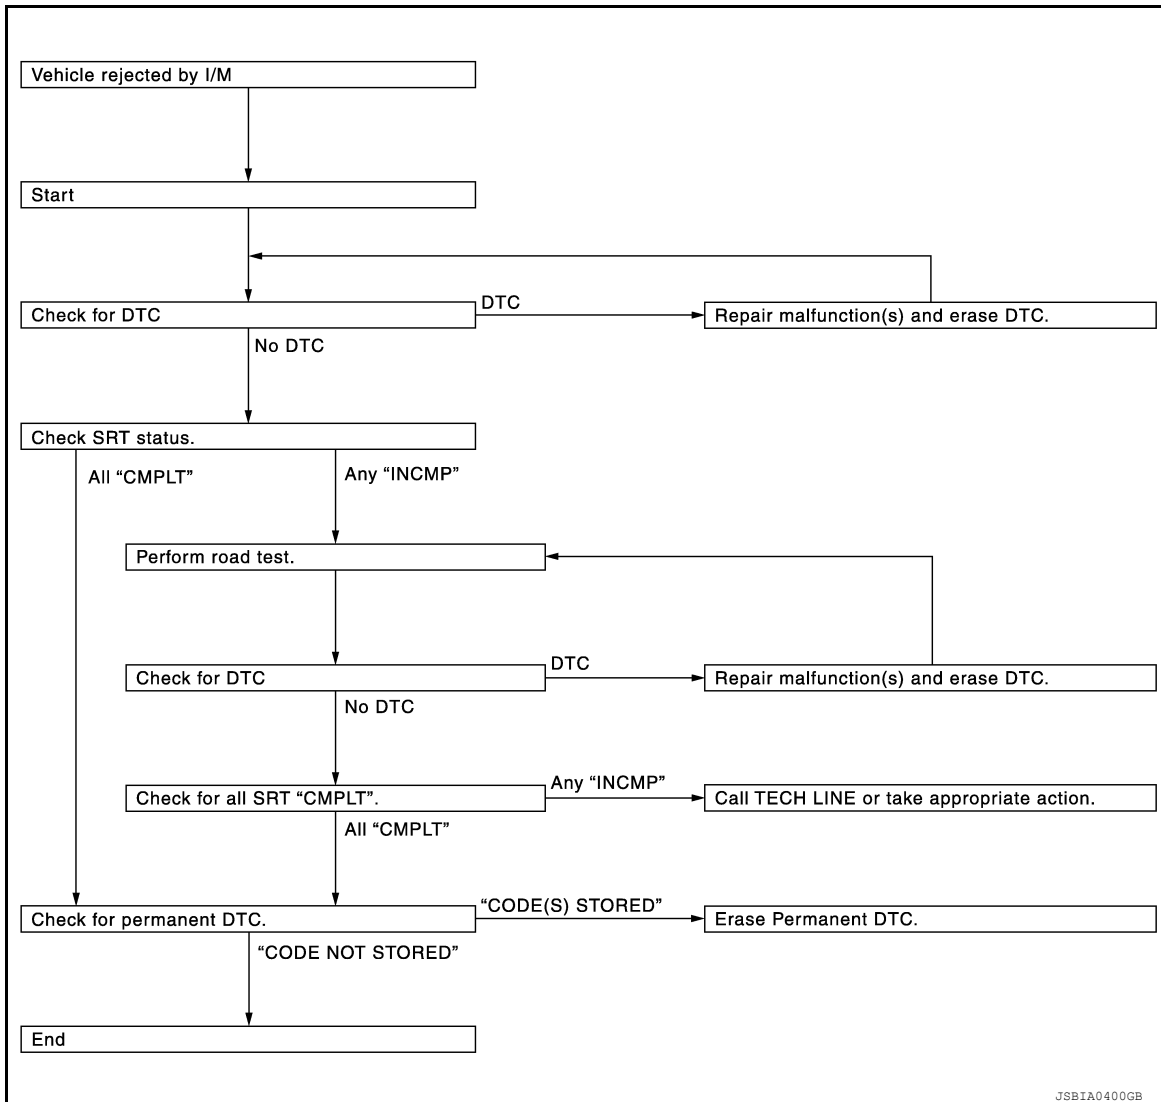 Vehicle rejected by I/M
Start
Check for DTC
DTC
Repair malfunction(s) and erase DTC.
No DTC
Check SRT status.
All “CMPLT”
Any “INCMP”
Perform road test.
Check for DTC
DTC
Repair malfunction(s) and erase DTC.
No DTC
Check for all SRT “CMPLT”.
Any “INCMP”
Call TECH LINE or take appropriate action.
All “CMPLT”
Check for permanent DTC.
“CODE(S) STORED”
Erase Permanent DTC.
“CODE NOT STORED”
End
JSBIA0400GB